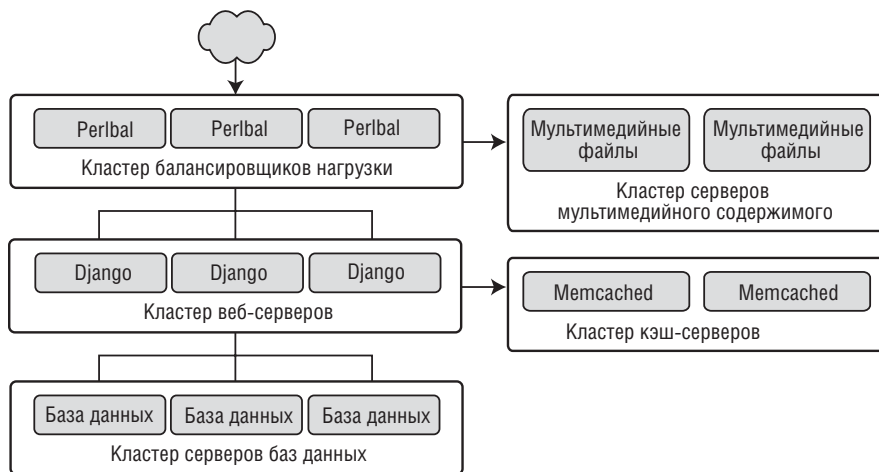 Perlbal
Perlbal
Perlbal
Кластер балансировщиков нагрузки
Мультимедийные
файлы
Мультимедийные
файлы
Кластер серверов
мультимедийного содержимого
Django
Django
Django
Кластер веб-серверов
Memcached
Memcached
Кластер кэш-серверов
База данных
База данных
База данных
Кластер серверов баз данных